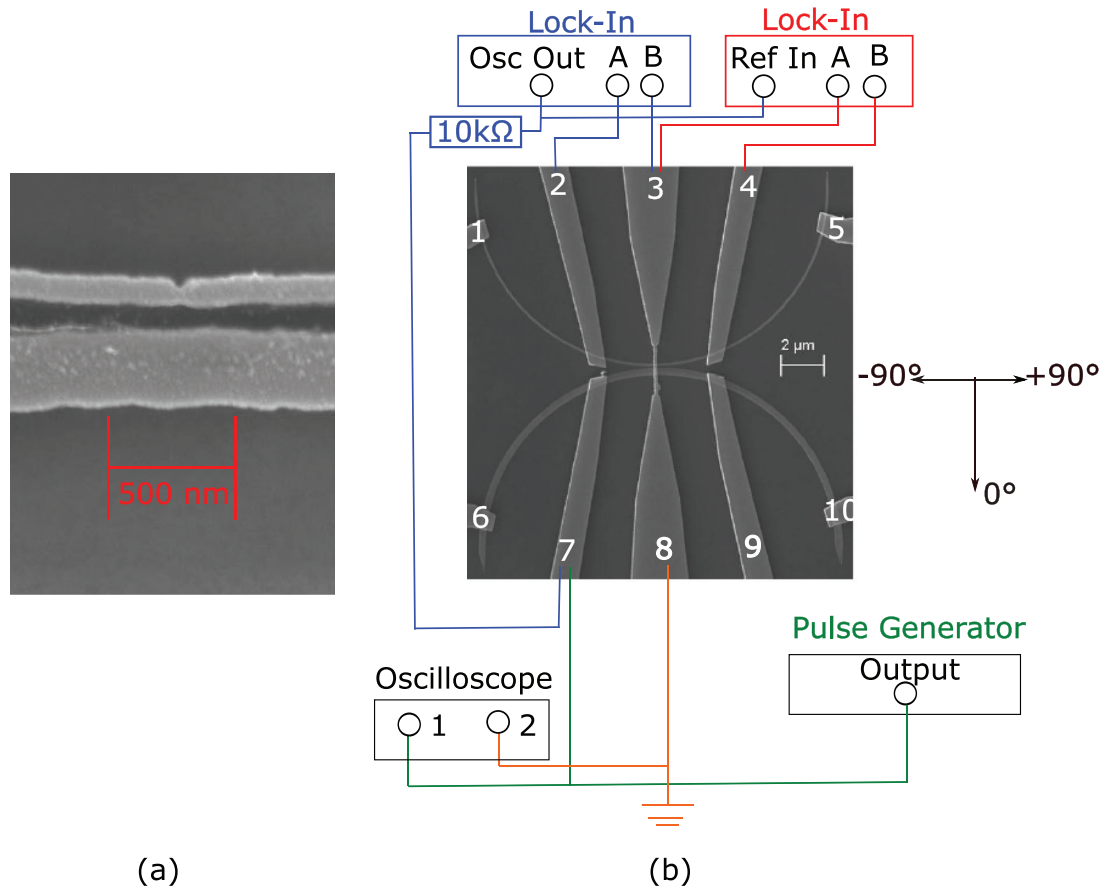 Lock-In
Lock-In
Osc Out A B
Ref In A B
10kΩ
2 3 4
1 5
2 μm
-90° +90°
0°
500 nm
6 10
7 8 9
Pulse Generator
Output
Oscilloscope
1 2
(a) (b)